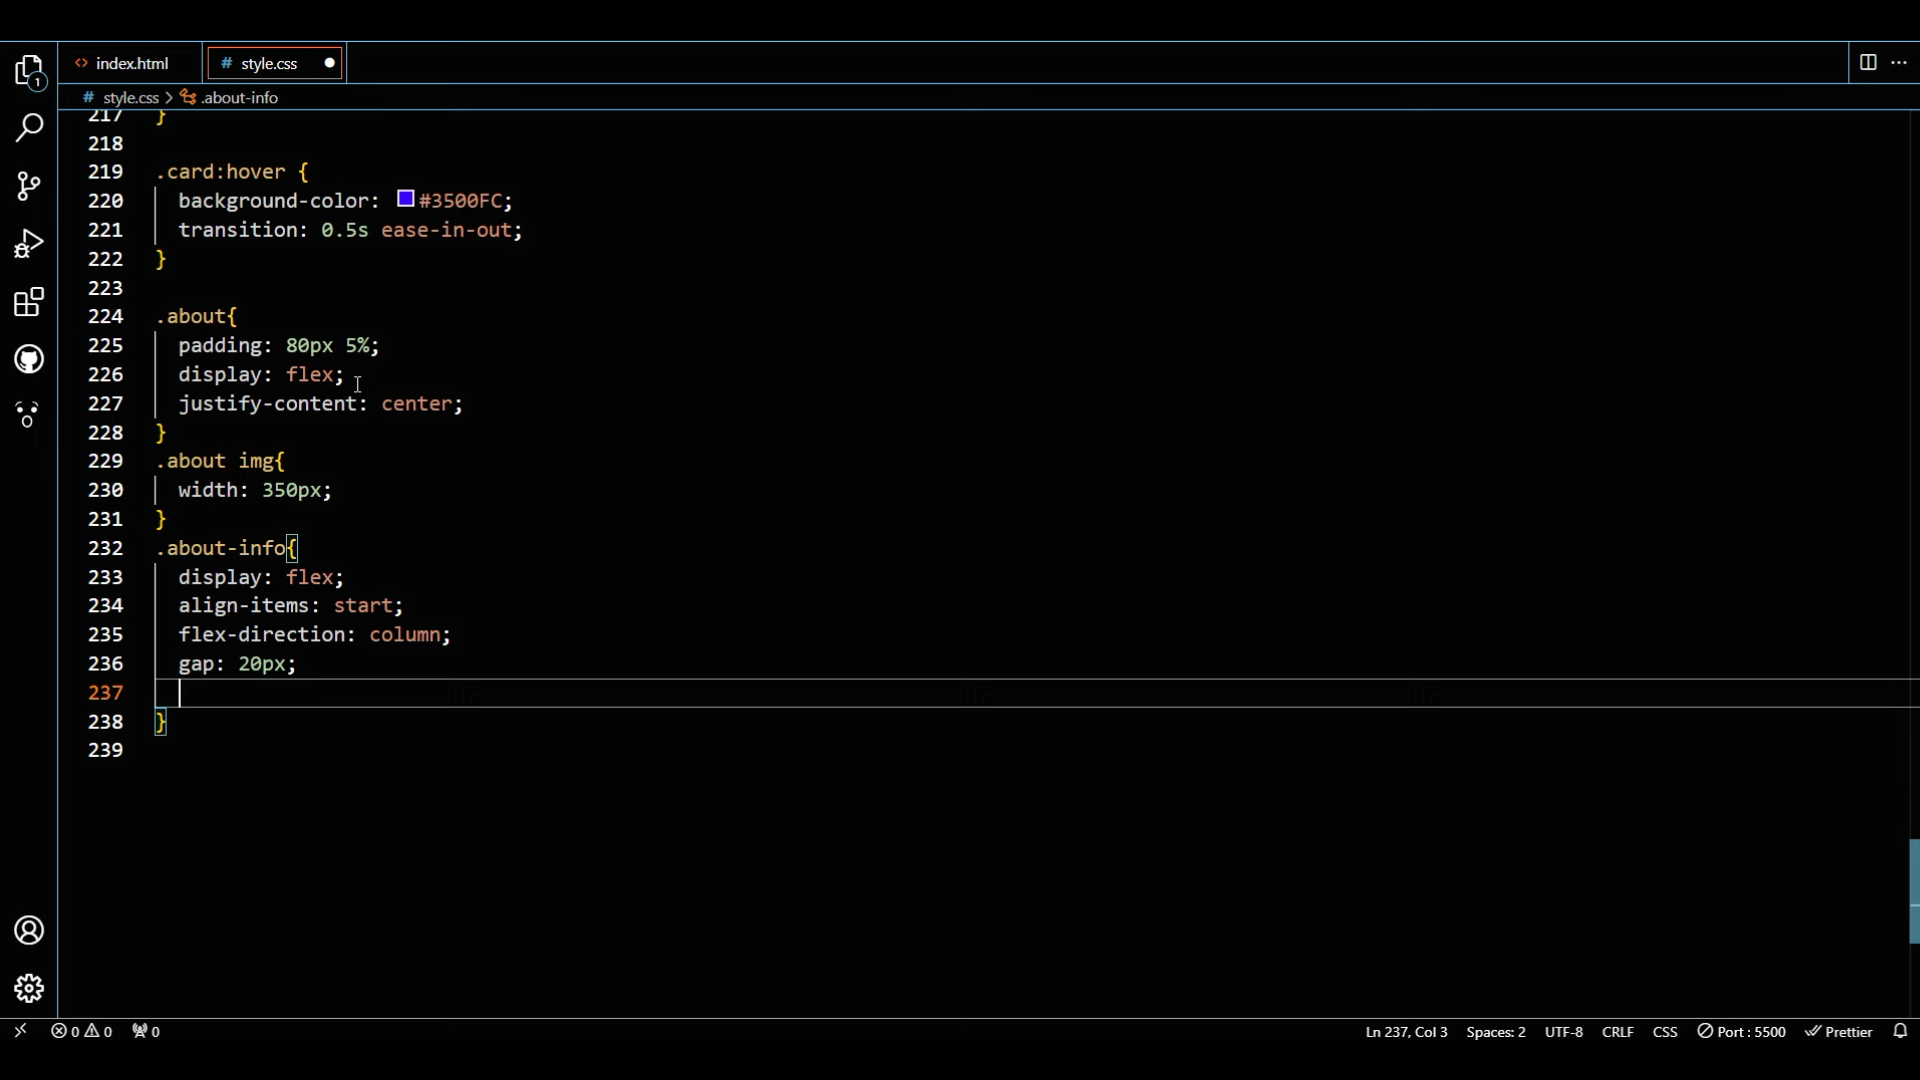 index.html
style.css
style.css > .about-info
217 }
218
219 .card:hover {
220 background-color: #3500FC;
221 transition: 0.5s ease-in-out;
222 }
223
224 .about{
225 padding: 80px 5%;
226 display: flex;
227 justify-content: center;
228 }
229 .about img{
230 width: 350px;
231 }
232 .about-info{
233 display: flex;
234 align-items: start;
235 flex-direction: column;
236 gap: 20px;
237
238 }
239
1
0 0 0 Ln 237, Col 3 Spaces: 2 UTF-8 CRLF CSS Port : 5500 Prettier